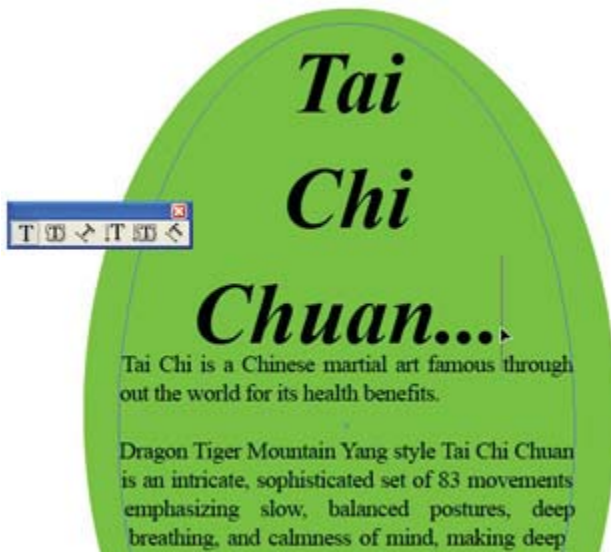 Tai
Chi
Chuan...
Tai Chi is a Chinese martial art famous through
out the world for its health benefits.
Dragon Tiger Mountain Yang style Tai Chi Chuan
is an intricate, sophisticated set of 83 movements
emphasizing slow, balanced postures, deep
breathing, and calmness of mind, making deep